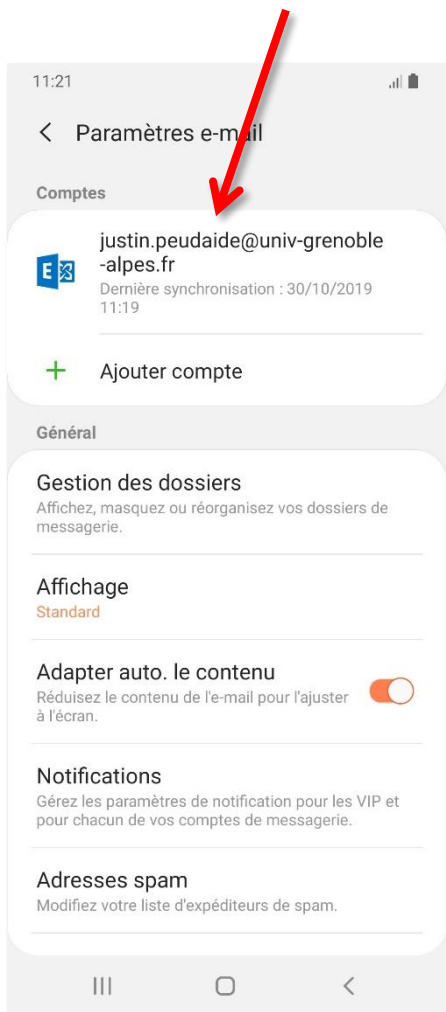 11:21
Paramètres e-mail
Comptes
justin.peudaide@univ-grenoble
-alpes.fr
Dernière synchronisation : 30/10/2019
11:19
Ajouter compte
Général
Gestion des dossiers
Affichez, masquez ou réorganisez vos dossiers de
messagerie.
Affichage
Standard
Adapter auto. le contenu
Réduisez le contenu de l'e-mail pour l'ajuster
à l'écran.
Notifications
Gérez les paramètres de notification pour les VIP et
pour chacun de vos comptes de messagerie.
Adresses spam
Modifiez votre liste d'expéditeurs de spam.